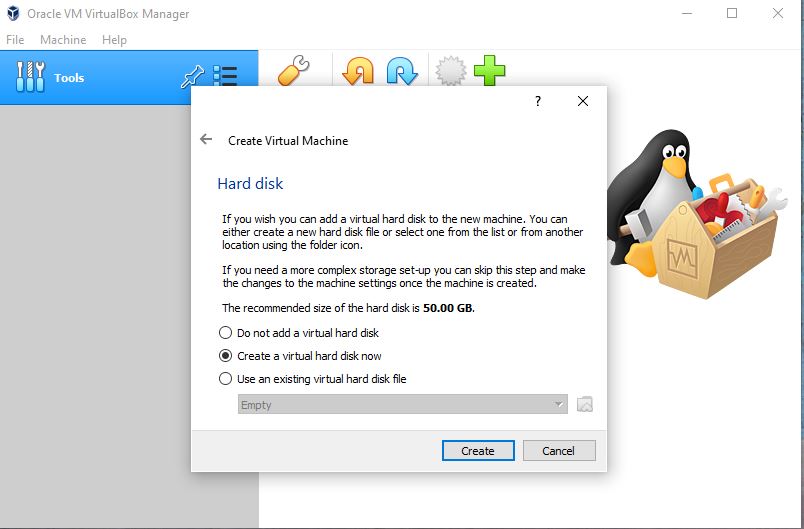 Oracle VM VirtualBox Manager
File Machine Help
Tools
?
Create Virtual Machine
Hard disk
If you wish you can add a virtual hard disk to the new machine. You can
either create a new hard disk file or select one from the list or from another
location using the folder icon.
If you need a more complex storage set-up you can skip this step and make
the changes to the machine settings once the machine is created.
The recommended size of the hard disk is 50.00 GB.
Do not add a virtual hard disk
Create a virtual hard disk now
Use an existing virtual hard disk file
Empty
Create Cancel